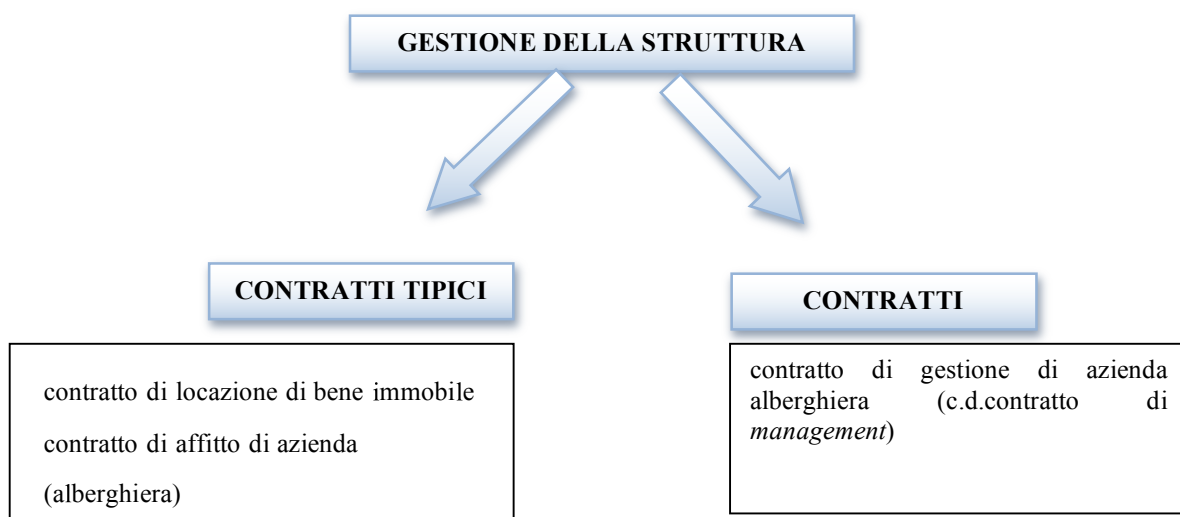 GESTIONE DELLA STRUTTURA
CONTRATTI TIPICI
contratto di locazione di bene immobile
contratto di affitto di azienda
(alberghiera)
CONTRATTI
contratto di gestione di azienda
alberghiera (c.d.contratto di
management)